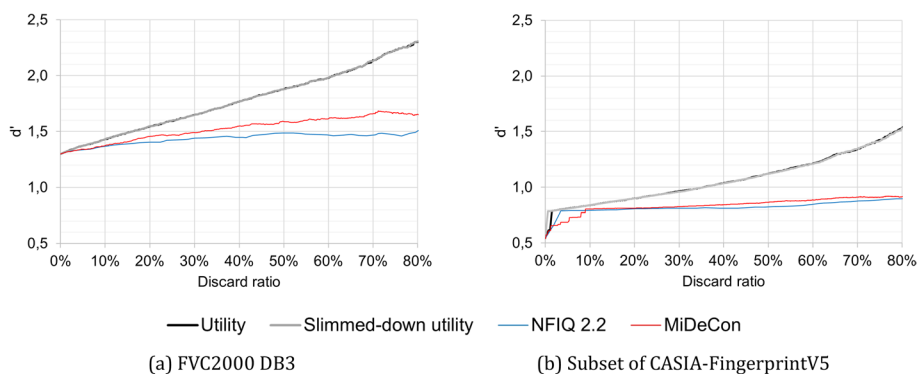 2,5
2,0
1,5
1,0
0,5
d'
0% 10% 20% 30% 40% 50% 60% 70% 80%
Discard ratio
2,5
2,0
1,5
1,0
0,5
d'
0% 10% 20% 30% 40% 50% 60% 70% 80%
Discard ratio
Utility Slimmed-down utility NFIQ 2.2 MiDeCon
(a) FVC2000 DB3
(b) Subset of CASIA-FingerprintV5